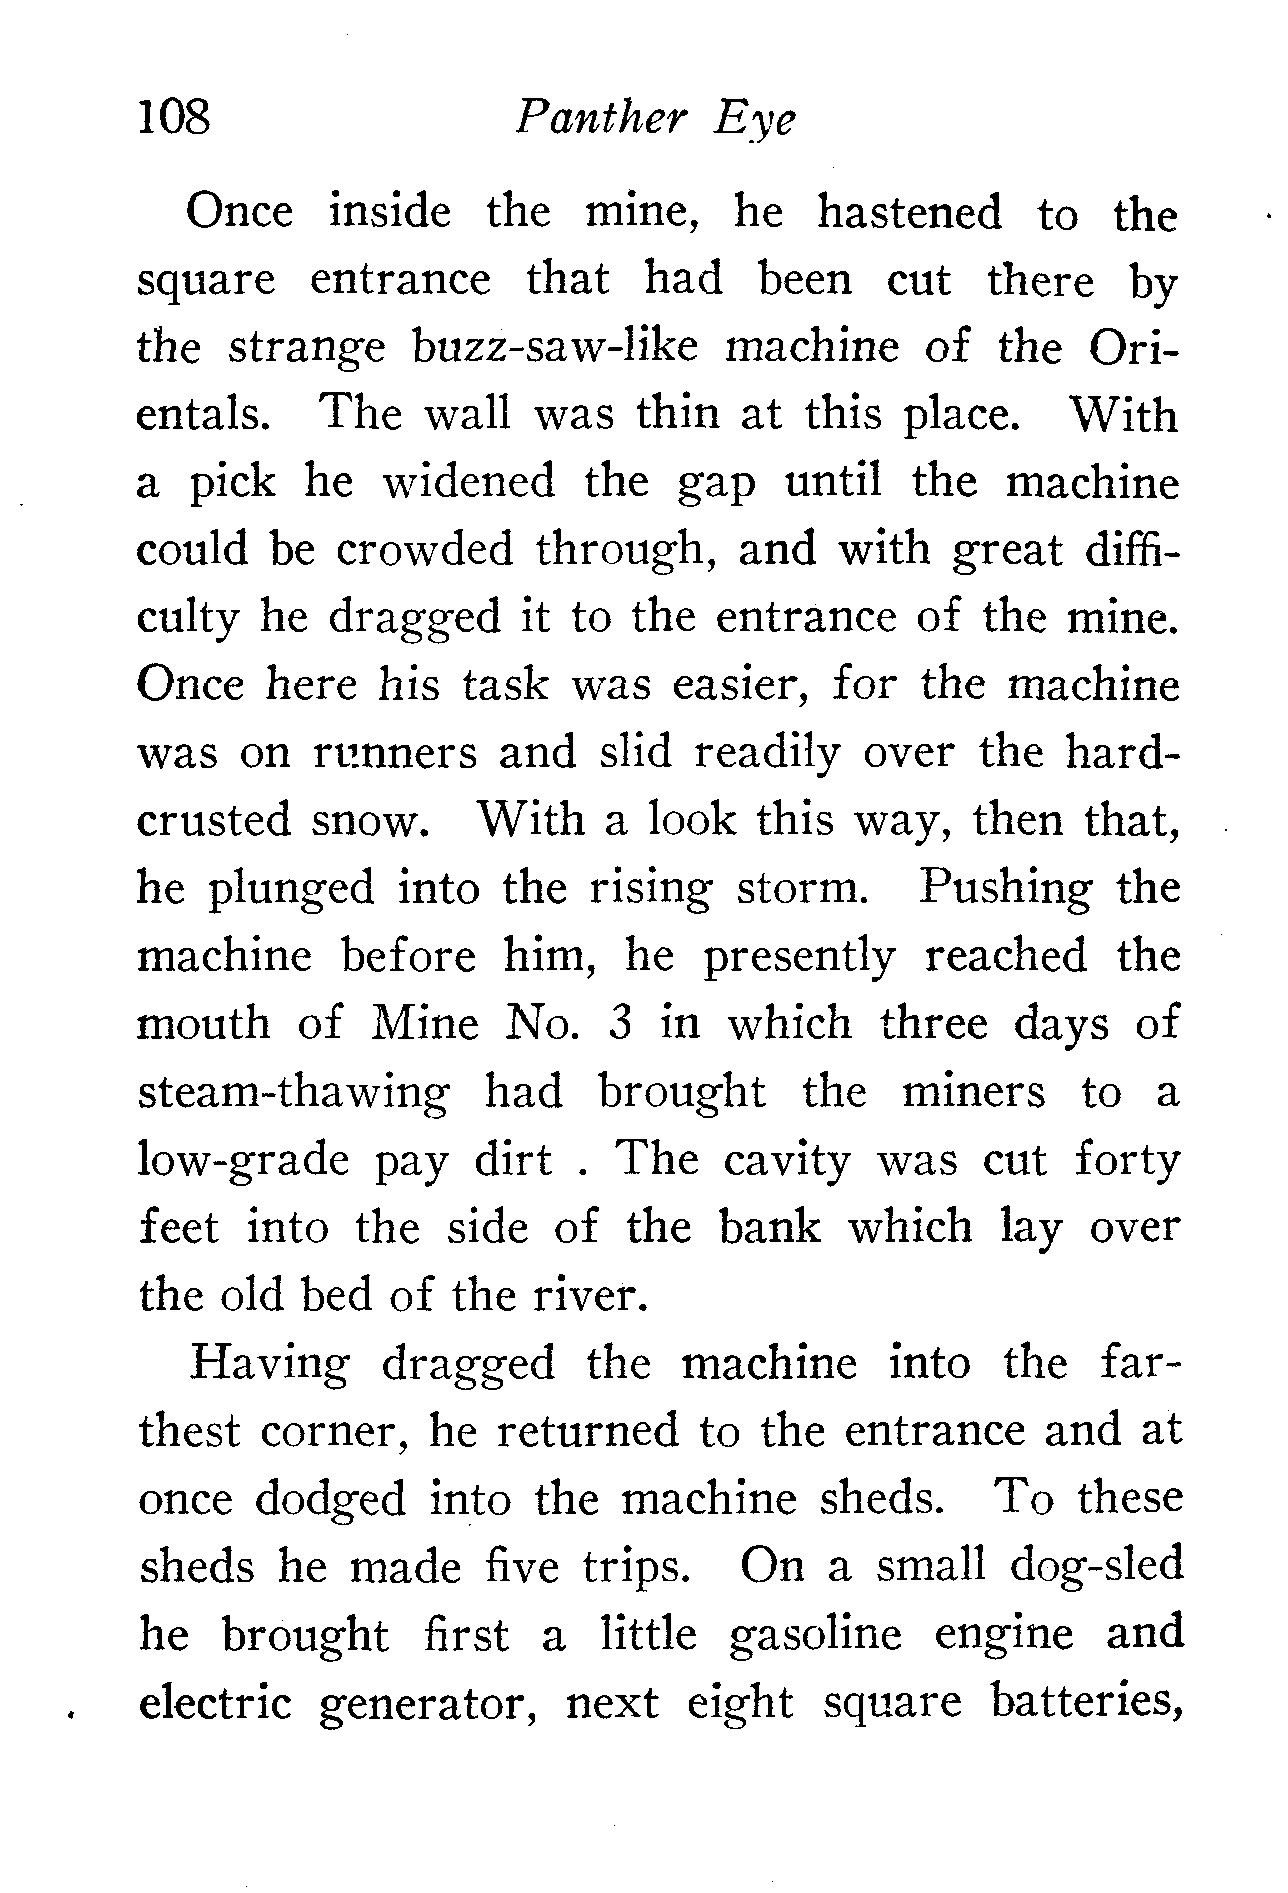 108 Panther Eye
Once inside the mine, he hastened to the
square entrance that had been cut there by
the strange buzz-saw-like machine of the Ori-
entals. The wall was thin at this place. With
a pick he widened the gap until the machine
could be crowded through, and with great diffi-
culty he dragged it to the entrance of the mine.
Once here his task was easier, for the machine
was on runners and slid readily over the hard-
crusted snow. With a look this way, then that,
he plunged into the rising storm. Pushing the
machine before him, he presently reached the
mouth of Mine No. 3 in which three days of
steam-thawing had brought the miners to a
low-grade pay dirt . The cavity was cut forty
feet into the side of the bank which lay over
the old bed of the river.
Having dragged the machine into the far-
thest corner, he returned to the entrance and at
once dodged into the machine sheds. To these
sheds he made five trips. On a small dog-sled
he brought first a little gasoline engine and
electric generator, next eight square batteries,